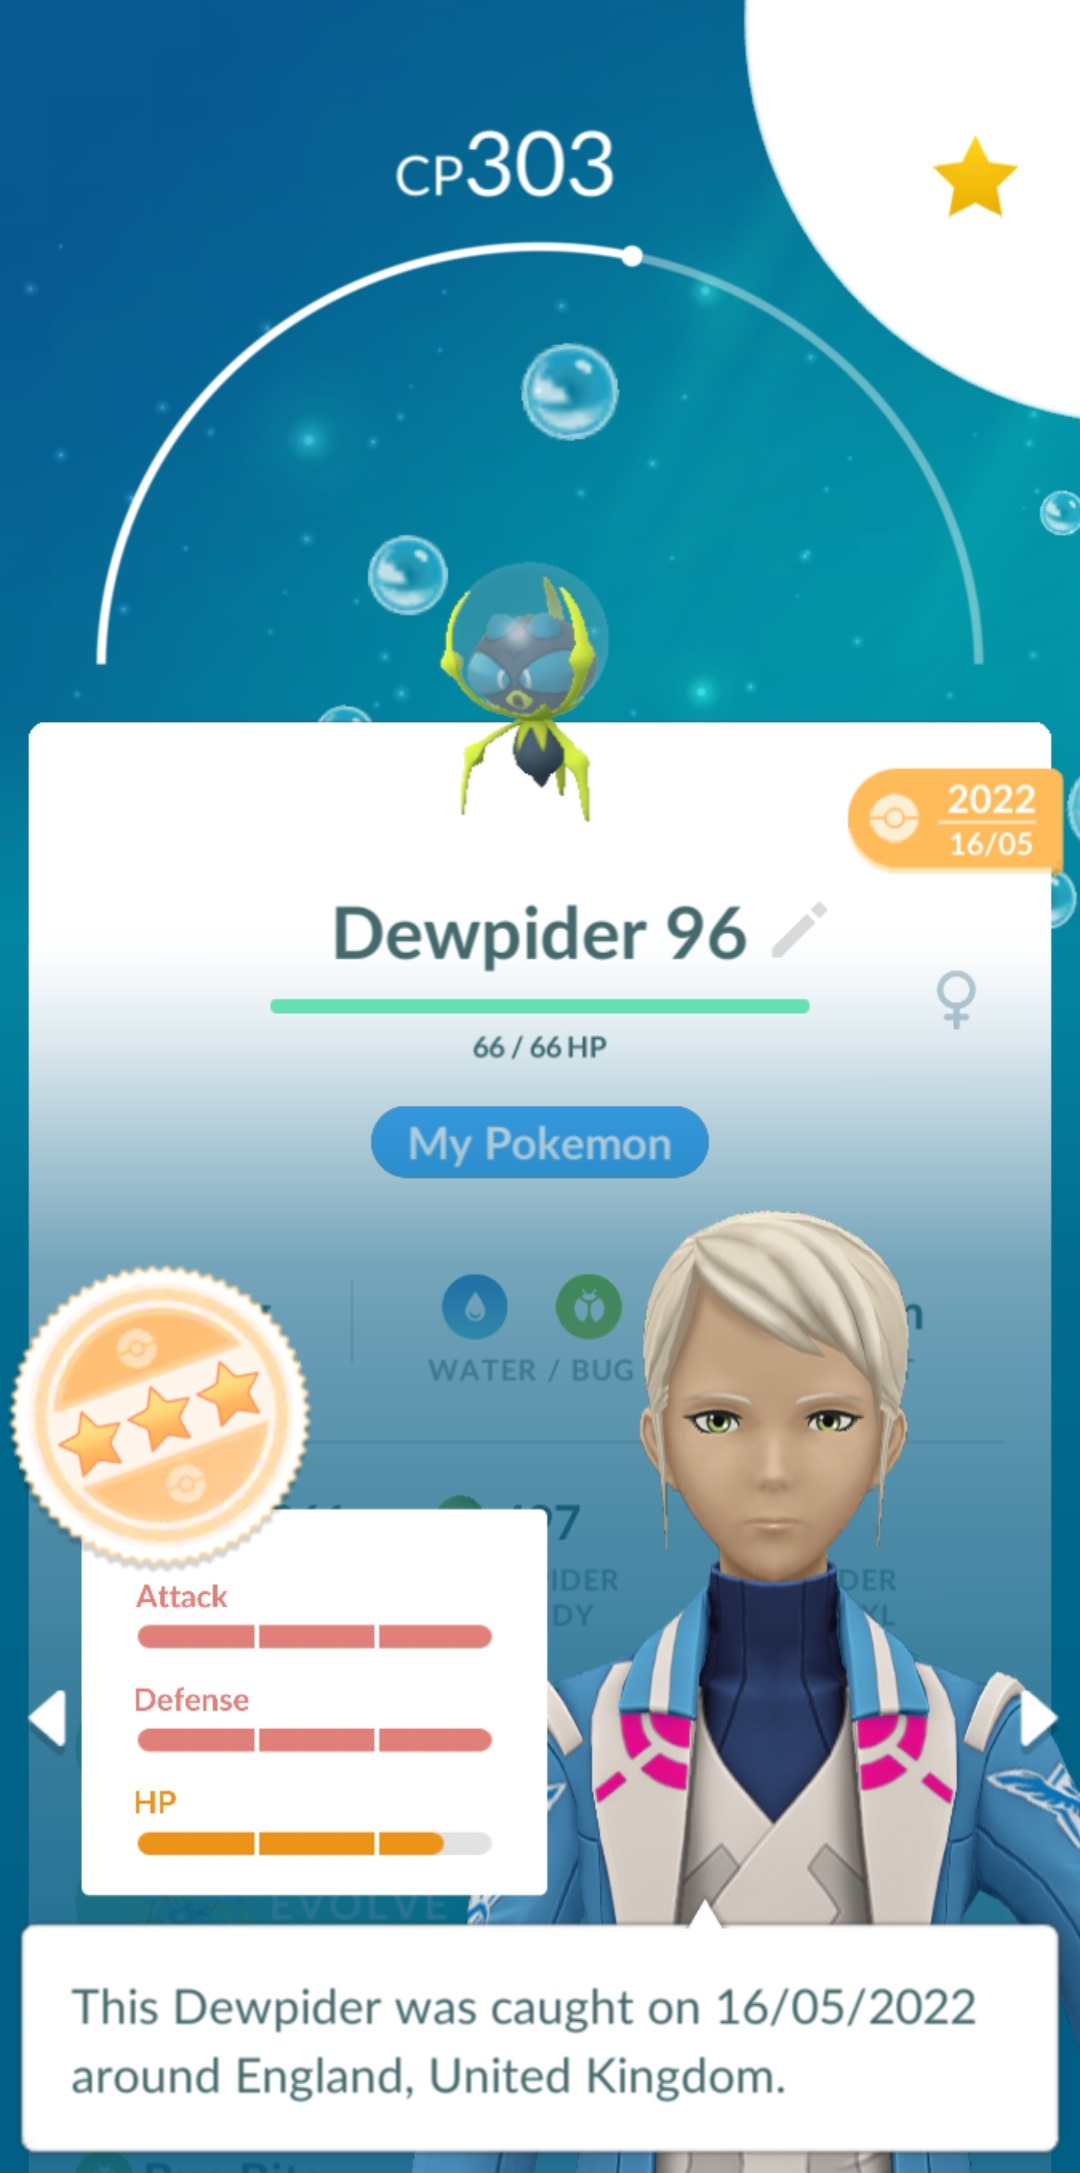 CP303
2022
16/05
Dewpider 96
66 / 66 HP
My Pokemon
WATER / BUG
Attack
Defense
HP
EVOLVE
This Dewpider was caught on 16/05/2022
around England, United Kingdom.